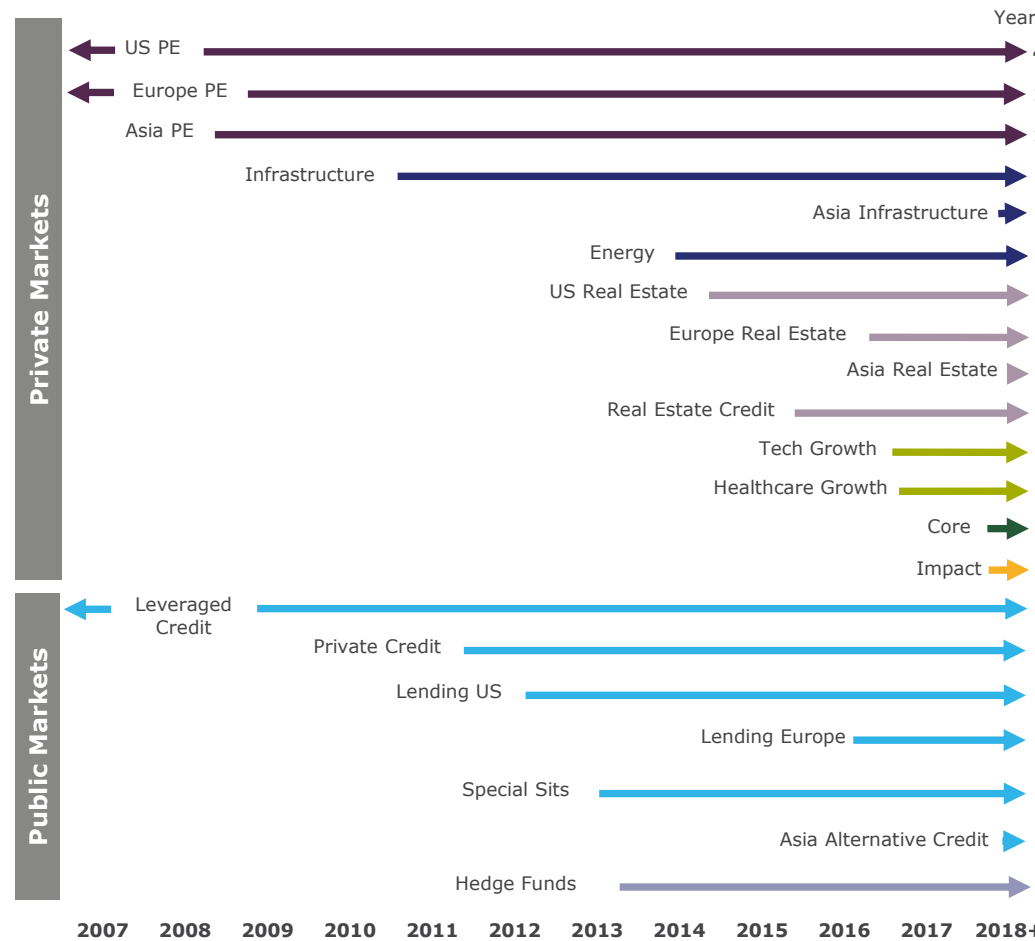 Year
US PE
Europe PE
Asia PE
Infrastructure
Asia Infrastructure
Energy
US Real Estate
Europe Real Estate
Asia Real Estate
Real Estate Credit
Tech Growth
Healthcare Growth
Core
Impact
Private Markets
Leveraged
Credit
Private Credit
Lending US
Lending Europe
Special Sits
Asia Alternative Credit
Hedge Funds
Public Markets
2007 2008 2009 2010 2011 2012 2013 2014 2015 2016 2017 2018+